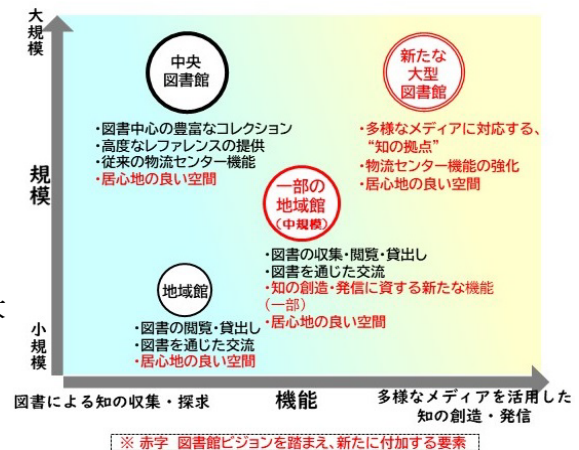 大規模
規模
小規模
中央
図書館
・図書中心の豊富なコレクション
・高度なレファレンスの提供
・従来の物流センター機能
・居心地の良い空間
新たな
大型
図書館
・多様なメディアに対応する、
“知の拠点”
・物流センター機能の強化
・居心地の良い空間
一部の
地域館
(中規模)
・図書の収集・閲覧・貸出し
・図書を通じた交流
・知の創造・発信に資する新たな機能
(一部)
・居心地の良い空間
地域館
・図書の閲覧・貸出し
・図書を通じた交流
・居心地の良い空間
図書による知の収集・探求
機能
多様なメディアを活用した
知の創造・発信
※ 赤字 図書館ビジョンを踏まえ、新たに付加する要素